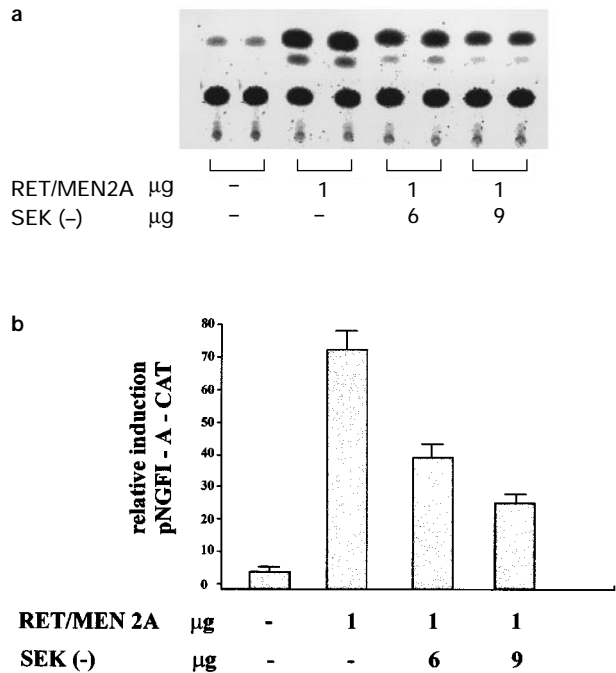 a
RET/MEN2A µg – 1 1 1
SEK (–) µg – – 6 9
b
relative induction
pNGFI - A - CAT
80
70
60
50
40
30
20
10
0
RET/MEN 2A µg - 1 1 1
SEK (-) µg - - 6 9